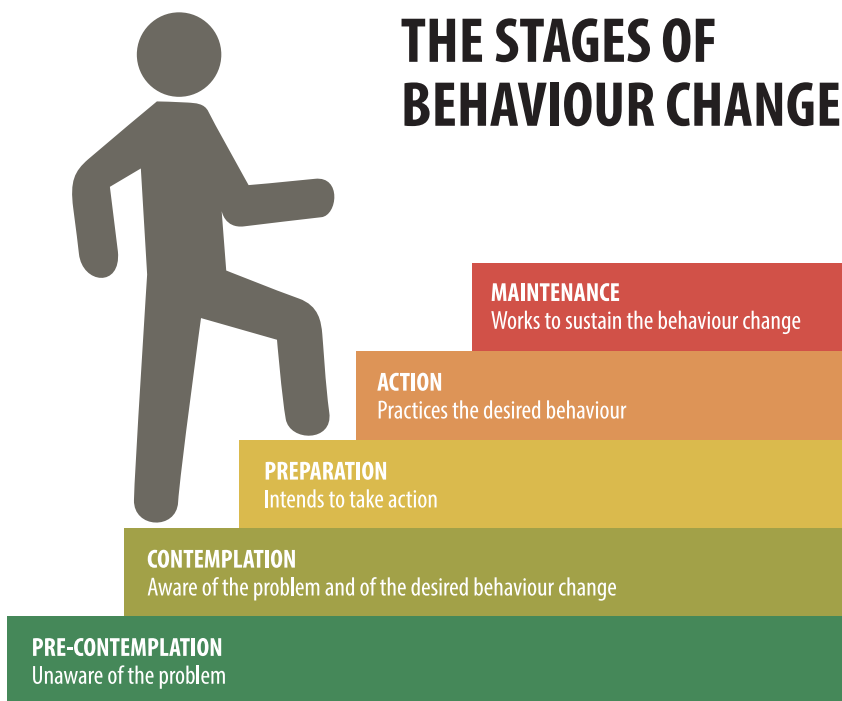 THE STAGES OF
BEHAVIOUR CHANGE
MAINTENANCE
Works to sustain the behaviour change
ACTION
Practices the desired behaviour
PREPARATION
Intends to take action
CONTEMPLATION
Aware of the problem and of the desired behaviour change
PRE-CONTEMPLATION
Unaware of the problem